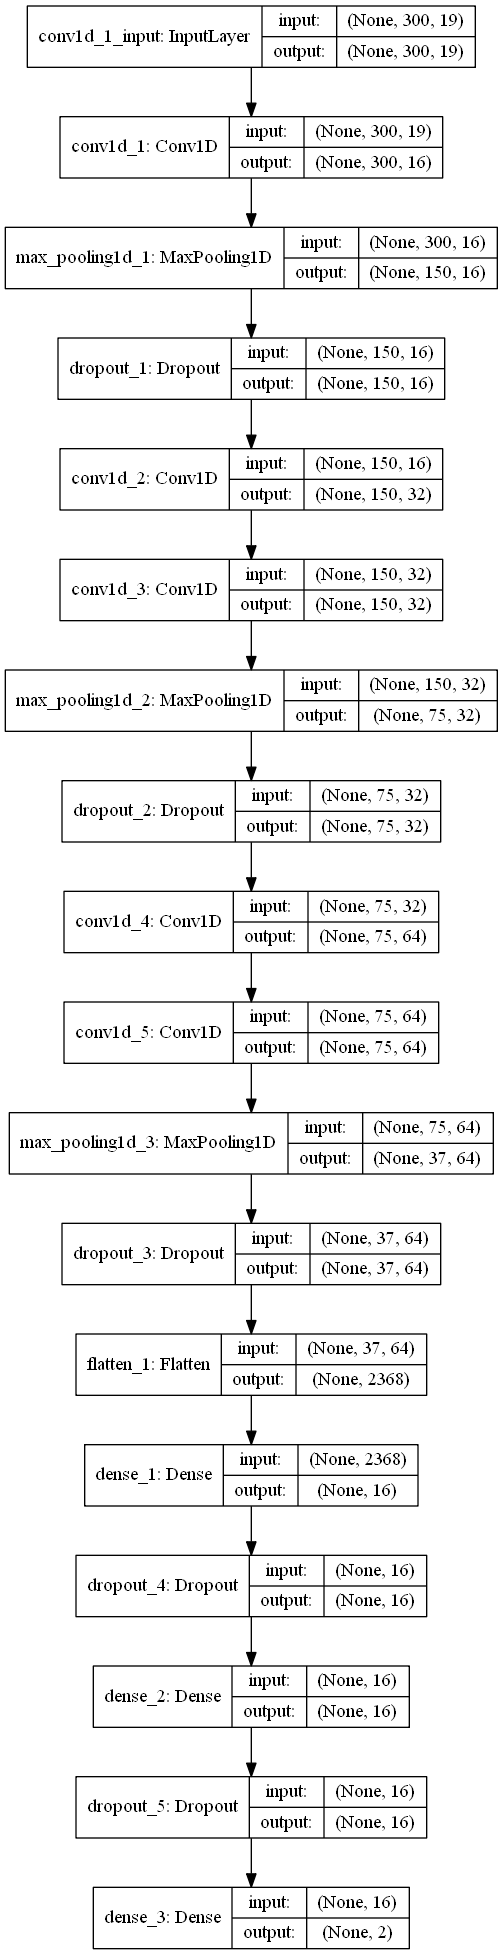 conv1d_1_input: InputLayer
input:
(None, 300, 19)
output:
(None, 300, 19)
conv1d_1: Conv1D
input:
(None, 300, 19)
output:
(None, 300, 16)
max_pooling1d_1: MaxPooling1D
input:
(None, 300, 16)
output:
(None, 150, 16)
dropout_1: Dropout
input:
(None, 150, 16)
output:
(None, 150, 16)
conv1d_2: Conv1D
input:
(None, 150, 16)
output:
(None, 150, 32)
conv1d_3: Conv1D
input:
(None, 150, 32)
output:
(None, 150, 32)
max_pooling1d_2: MaxPooling1D
input:
(None, 150, 32)
output:
(None, 75, 32)
dropout_2: Dropout
input:
(None, 75, 32)
output:
(None, 75, 32)
conv1d_4: Conv1D
input:
(None, 75, 32)
output:
(None, 75, 64)
conv1d_5: Conv1D
input:
(None, 75, 64)
output:
(None, 75, 64)
max_pooling1d_3: MaxPooling1D
input:
(None, 75, 64)
output:
(None, 37, 64)
dropout_3: Dropout
input:
(None, 37, 64)
output:
(None, 37, 64)
flatten_1: Flatten
input:
(None, 37, 64)
output:
(None, 2368)
dense_1: Dense
input:
(None, 2368)
output:
(None, 16)
dropout_4: Dropout
input:
(None, 16)
output:
(None, 16)
dense_2: Dense
input:
(None, 16)
output:
(None, 16)
dropout_5: Dropout
input:
(None, 16)
output:
(None, 16)
dense_3: Dense
input:
(None, 16)
output:
(None, 2)